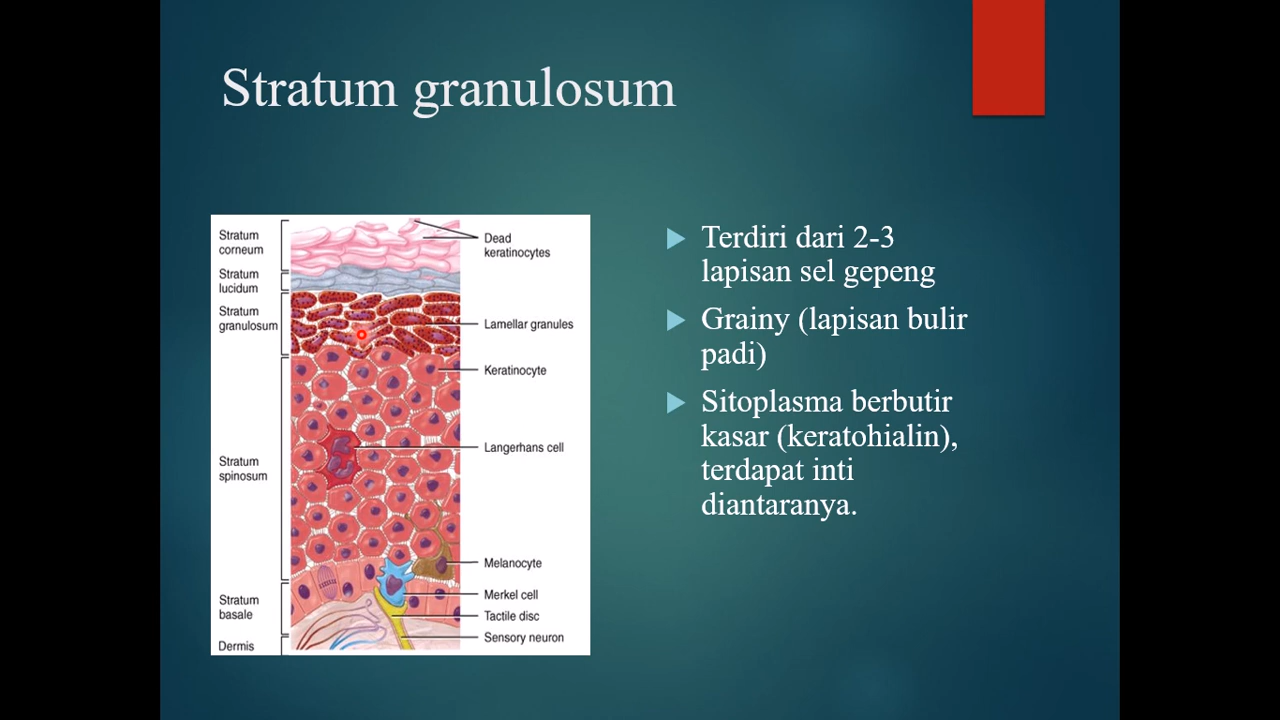 Stratum granulosum
Stratum
corneum
Stratum
lucidum
Stratum
granulosum
Stratum
spinosum
Stratum
basale
Dermis
Dead
keratinocytes
Lamellar granules
Keratinocyte
Langerhans cell
Melanocyte
Merkel cell
Tactile disc
Sensory neuron
Terdiri dari 2-3
lapisan sel gepeng
Grainy (lapisan bulir
padi)
Sitoplasma berbutir
kasar (keratohialin),
terdapat inti
diantaranya.